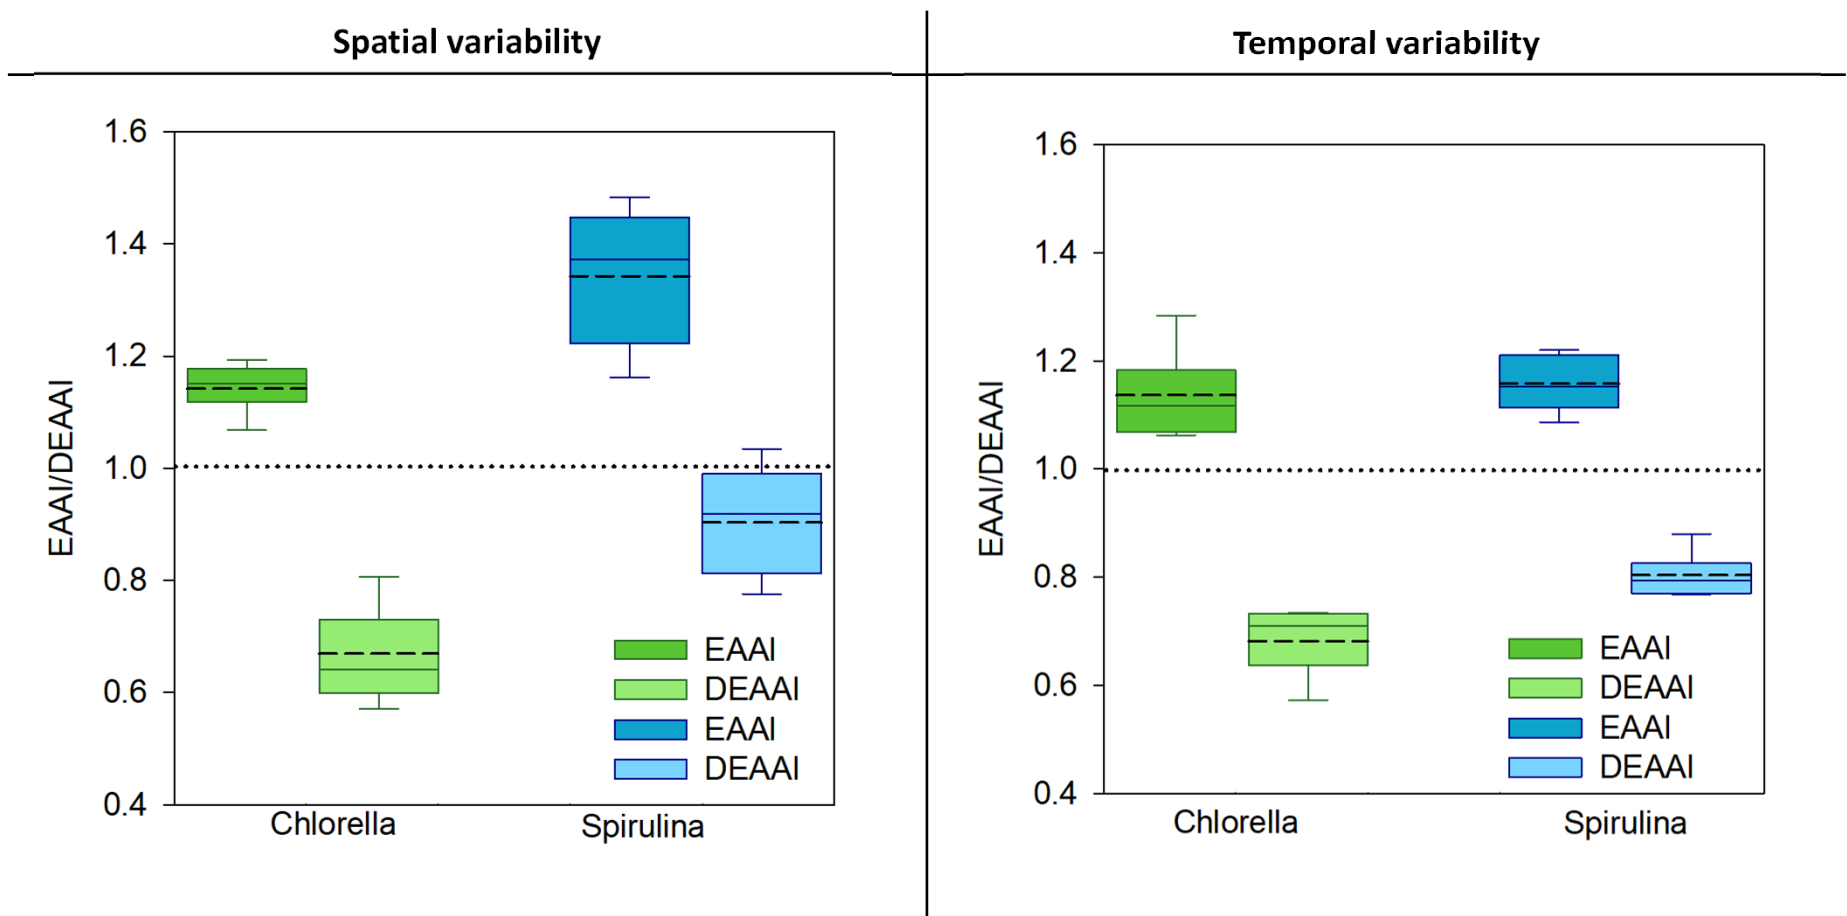 Spatial variability
1.6
1.4
1.2
1.0
0.8
0.6
0.4
EAAI/DEAAI
EAAI
DEAAI
EAAI
DEAAI
Chlorella
Spirulina
Temporal variability
1.6
1.4
1.2
1.0
0.8
0.6
0.4
EAAI/DEAAI
EAAI
DEAAI
EAAI
DEAAI
Chlorella
Spirulina